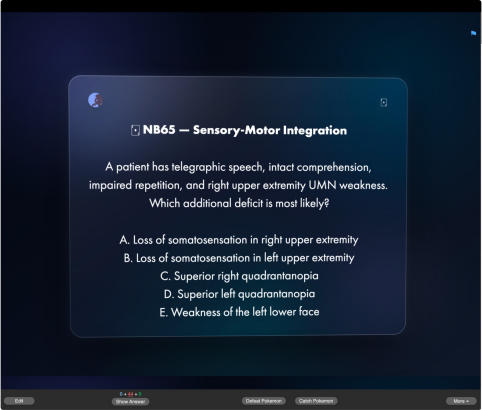 NB65 — Sensory-Motor Integration
A patient has telegraphic speech, intact comprehension,
impaired repetition, and right upper extremity UMN weakness.
Which additional deficit is most likely?
A. Loss of somatosensation in right upper extremity
B. Loss of somatosensation in left upper extremity
C. Superior right quadrantanopia
D. Superior left quadrantanopia
E. Weakness of the left lower face
Edit
Show Answer
Defeat Pokemon
Catch Pokemon
More